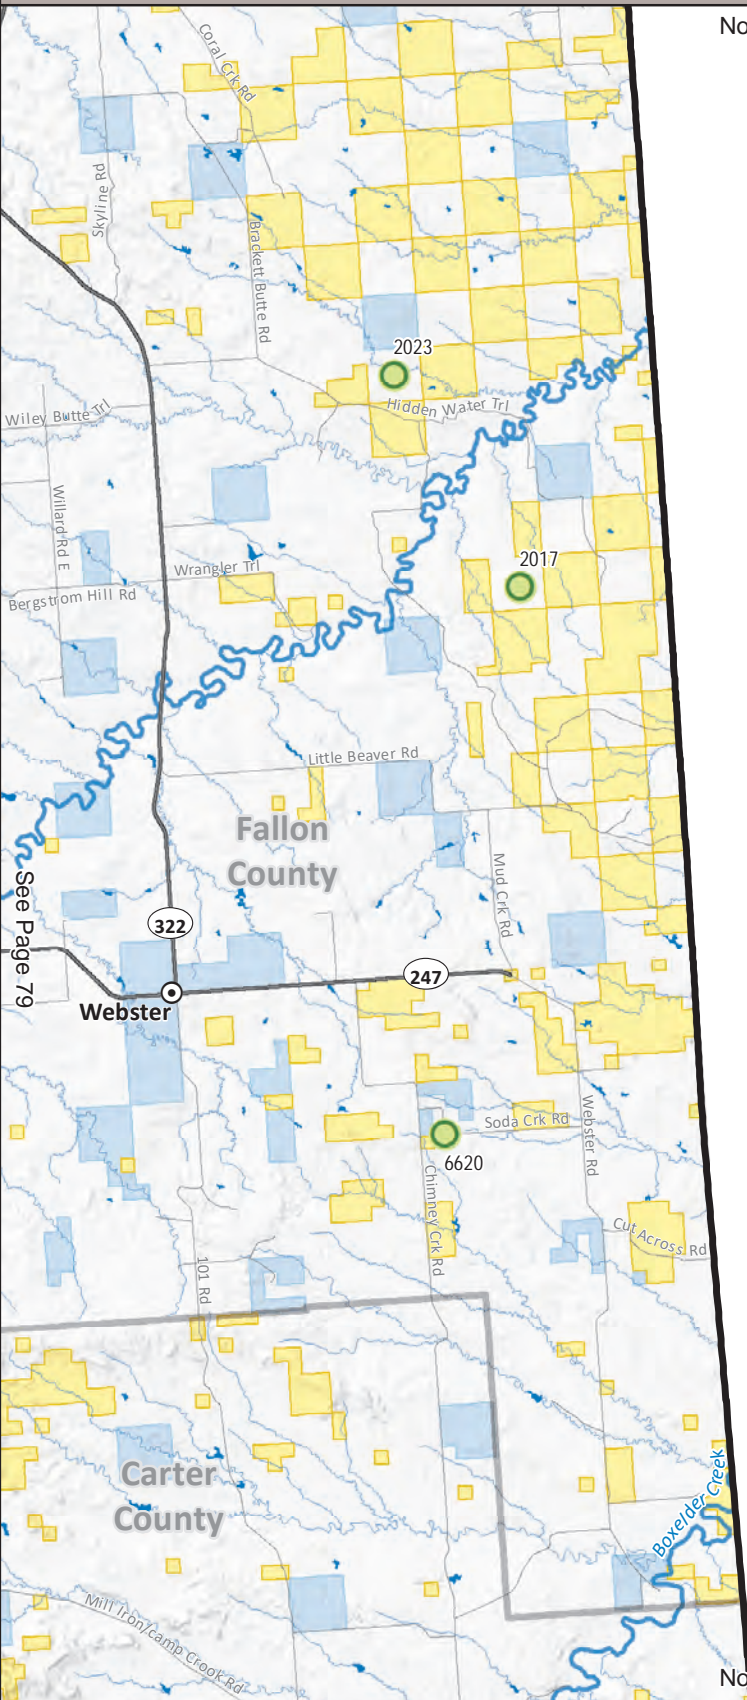 No
Coral Crk Rd
Skyline Rd
Brackett Butte Rd
2023
Hidden Water Trl
Wiley Butte Trl
Willard Rd E
2017
Wrangler Trl
Bergstrom Hill Rd
Little Beaver Rd
Fallon
County
Mud Crk Rd
See Page 79
322
247
Webster
Soda Crk Rd
Webster Rd
6620
Chimney Crk Rd
Cut Across Rd
101 Rd
Carter
County
Boxelder Creek
Mill Iron/camp Crook Rd
No